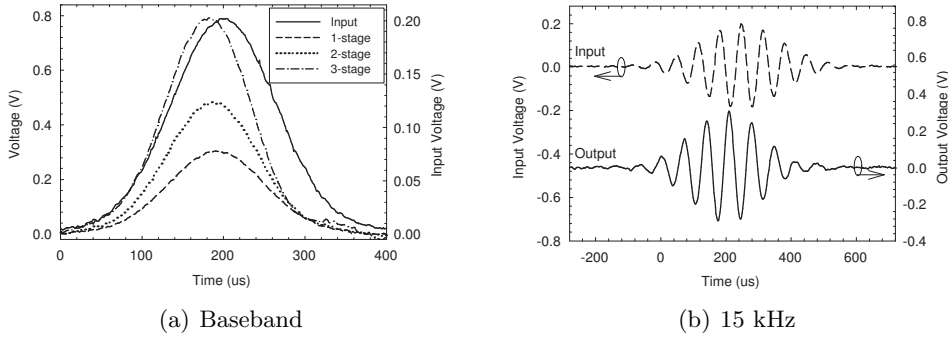 Input
1-stage
2-stage
3-stage
0.8
0.6
0.4
0.2
0.0
Voltage (V)
0.20
0.15
0.10
0.05
0.00
Input Voltage (V)
0 100 200 300 400
Time (us)
(a) Baseband
0.2
0.0
-0.2
-0.4
-0.6
-0.8
Input Voltage (V)
Input
Output
0.8
0.6
0.4
0.2
0.0
-0.2
-0.4
Output Voltage(V)
-200 0 200 400 600
Time (us)
(b) 15 kHz